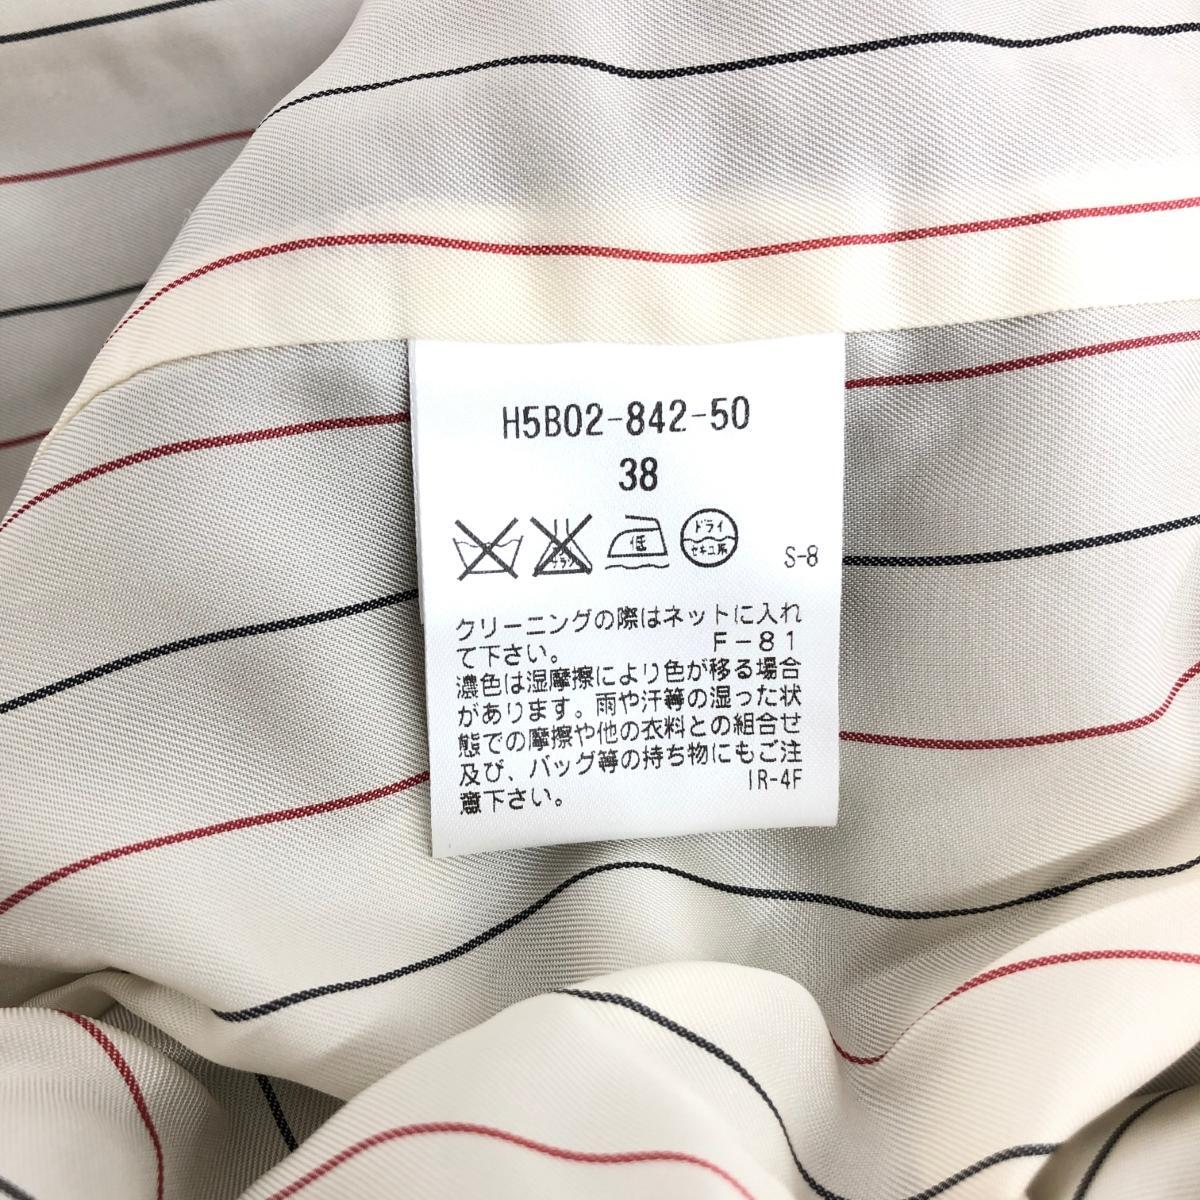 H5B02-842-50
38
サラシ
低
ドライ
セキユ系
S-8
クリーニングの際はネットに入れ
て下さい。 F-81
濃色は湿摩擦により色が移る場合
があります。雨や汗等の湿った状
態での摩擦や他の衣料との組合せ
及び、バッグ等の持ち物にもご注
意下さい。 IR-4F